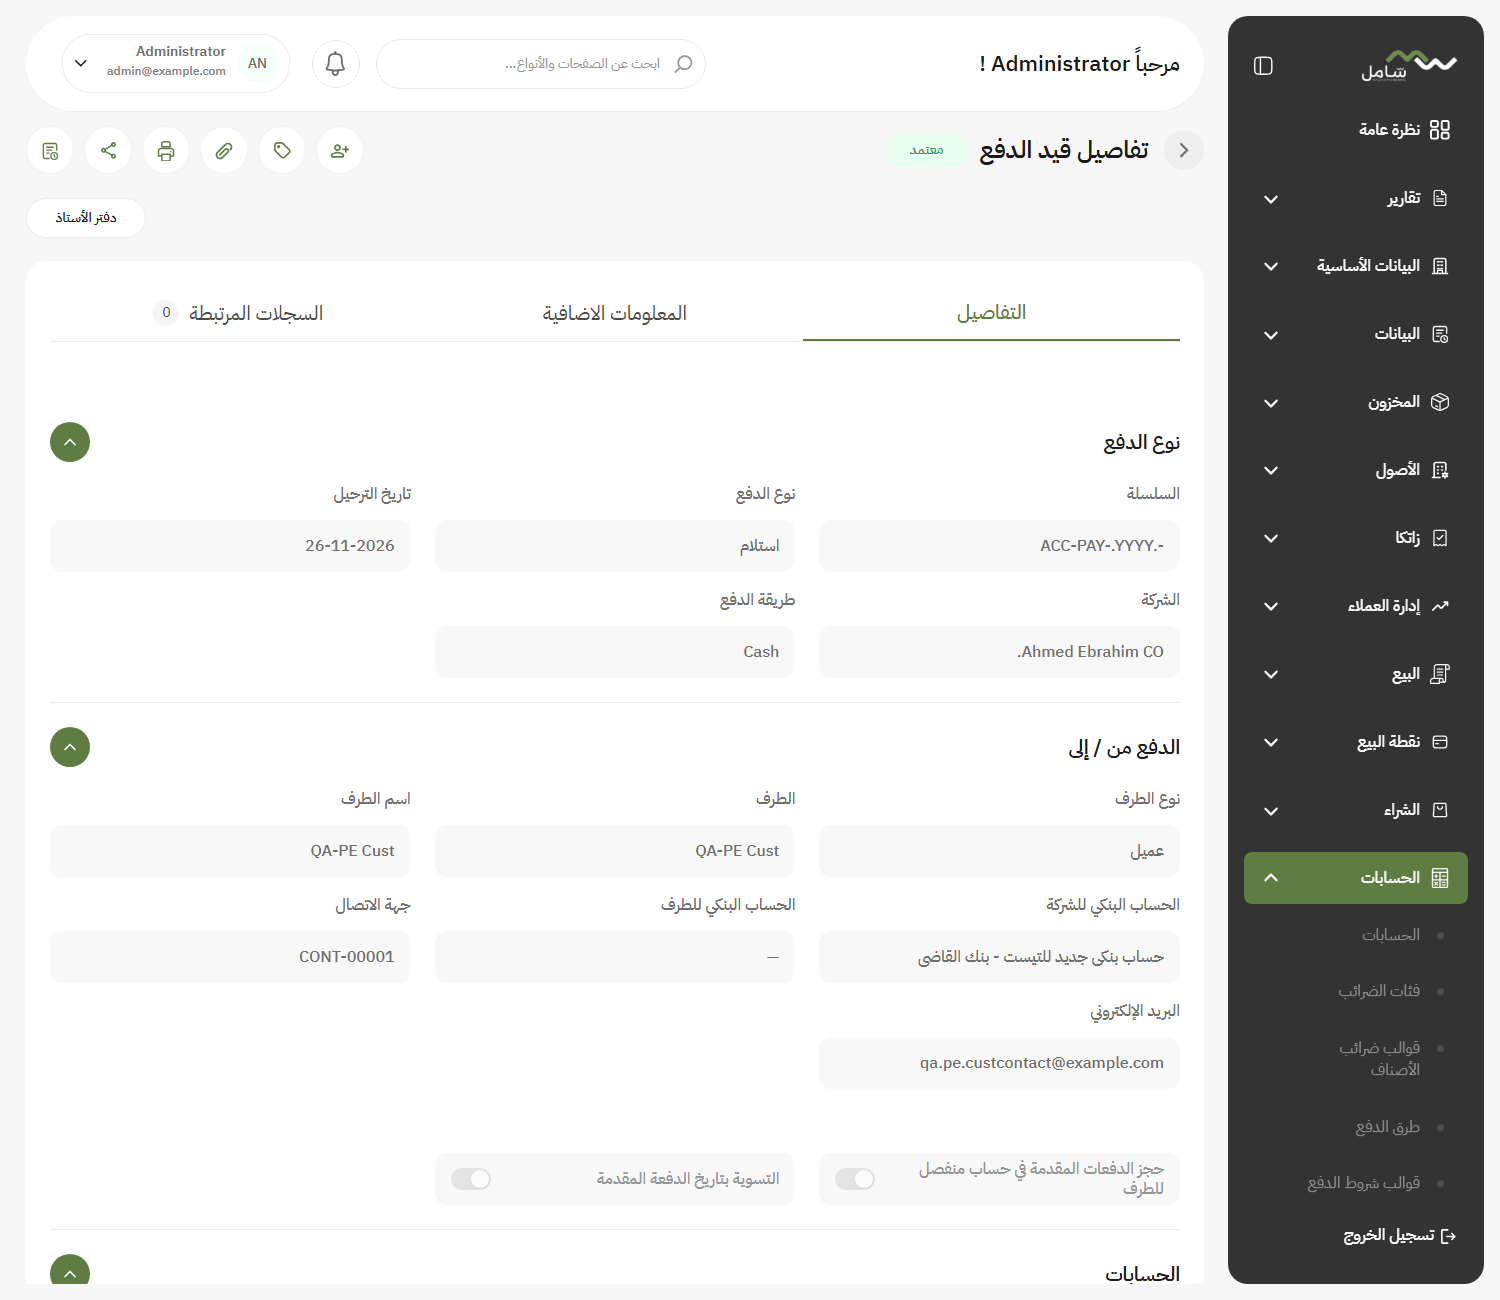 شامل
نظرة عامة
تقارير
البيانات الأساسية
البيانات
المخزون
الأصول
زاتكا
إدارة العملاء
البيع
نقطة البيع
الشراء
الحسابات
الحسابات
فئات الضرائب
قوالب ضرائب
الأصناف
طرق الدفع
قوالب شروط الدفع
تسجيل الخروج
مرحباً Administrator !
ابحث عن الصفحات والأنواع...
AN
Administrator
admin@example.com
تفاصيل قيد الدفع
معتمد
دفتر الأستاذ
التفاصيل
المعلومات الاضافية
السجلات المرتبطة 0
نوع الدفع
السلسلة
نوع الدفع
تاريخ الترحيل
ACC-PAY-.YYYY.-
استلام
26-11-2026
الشركة
طريقة الدفع
.Ahmed Ebrahim CO
Cash
الدفع من / إلى
نوع الطرف
الطرف
اسم الطرف
عميل
QA-PE Cust
QA-PE Cust
الحساب البنكي للشركة
الحساب البنكي للطرف
جهة الاتصال
حساب بنكى جديد للتيست - بنك القاضى
—
CONT-00001
البريد الإلكتروني
qa.pe.custcontact@example.com
حجز الدفعات المقدمة في حساب منفصل
للطرف
التسوية بتاريخ الدفعة المقدمة
الحسابات